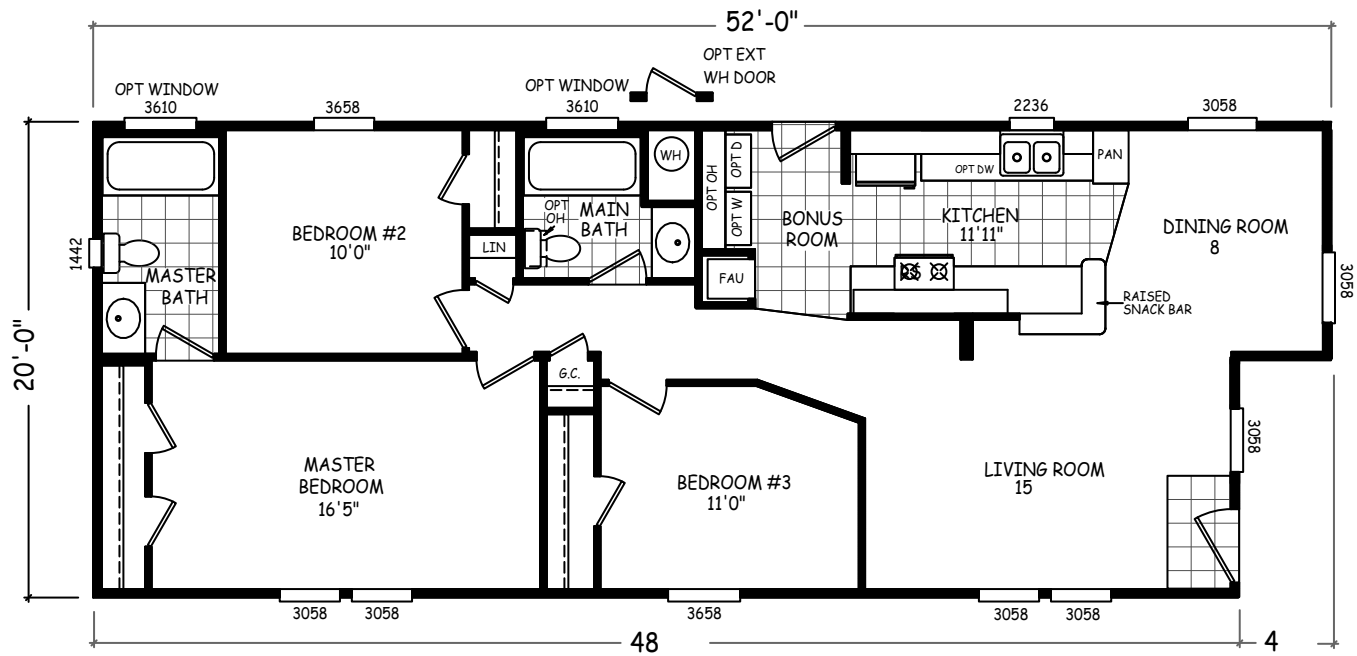 52'-0"
OPT EXT
WH DOOR
OPT WINDOW
OPT WINDOW
3610
3658
3610
2236
3058
WH
OPT OH
OPT D
OPT W
OPT DW
PAN
1442
MASTER
BATH
BEDROOM #2
10'0"
LIN
OPT
OH
MAIN
BATH
BONUS
ROOM
KITCHEN
11'11"
DINING ROOM
8
3058
FAU
RAISED
SNACK BAR
20'-0"
G.C.
MASTER
BEDROOM
16'5"
BEDROOM #3
11'0"
LIVING ROOM
15
3058
3058
3058
3658
3058
3058
48
4